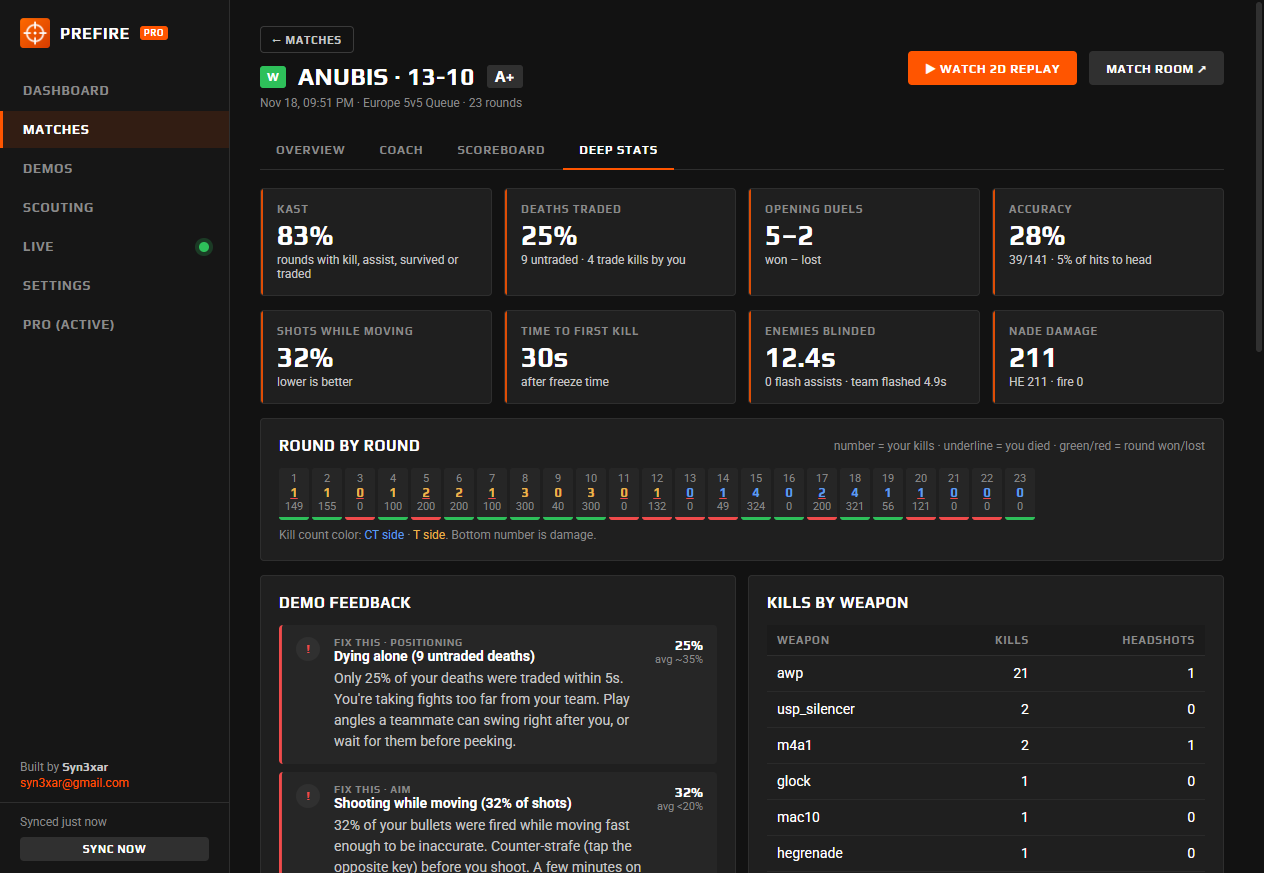 PREFIRE PRO
DASHBOARD
MATCHES
DEMOS
SCOUTING
LIVE
SETTINGS
PRO (ACTIVE)
Built by Syn3xar
syn3xar@gmail.com
Synced just now
SYNC NOW
← MATCHES
W ANUBIS · 13-10 A+
Nov 18, 09:51 PM · Europe 5v5 Queue · 23 rounds
▶ WATCH 2D REPLAY
MATCH ROOM ↗
OVERVIEW COACH SCOREBOARD DEEP STATS
KAST
83%
rounds with kill, assist, survived or
traded
DEATHS TRADED
25%
9 untraded · 4 trade kills by you
OPENING DUELS
5–2
won – lost
ACCURACY
28%
39/141 · 5% of hits to head
SHOTS WHILE MOVING
32%
lower is better
TIME TO FIRST KILL
30s
after freeze time
ENEMIES BLINDED
12.4s
0 flash assists · team flashed 4.9s
NADE DAMAGE
211
HE 211 · fire 0
ROUND BY ROUND
number = your kills · underline = you died · green/red = round won/lost
1 2 3 4 5 6 7 8 9 10 11 12 13 14 15 16 17 18 19 20 21 22 23
1 1 0 1 2 2 1 3 0 3 0 1 0 1 4 0 2 4 1 1 0 0 0
149 155 0 100 200 200 100 300 40 300 0 132 0 49 324 0 200 321 56 121 0 0 0
Kill count color: CT side · T side. Bottom number is damage.
DEMO FEEDBACK
!
FIX THIS · POSITIONING
Dying alone (9 untraded deaths)
Only 25% of your deaths were traded within 5s.
You're taking fights too far from your team. Play
angles a teammate can swing right after you, or
wait for them before peeking.
25%
avg ~35%
!
FIX THIS · AIM
Shooting while moving (32% of shots)
32% of your bullets were fired while moving fast
enough to be inaccurate. Counter-strafe (tap the
opposite key) before you shoot. A few minutes on
32%
avg <20%
KILLS BY WEAPON
WEAPON KILLS HEADSHOTS
awp 21 1
usp_silencer 2 0
m4a1 2 1
glock 1 0
mac10 1 0
hegrenade 1 0